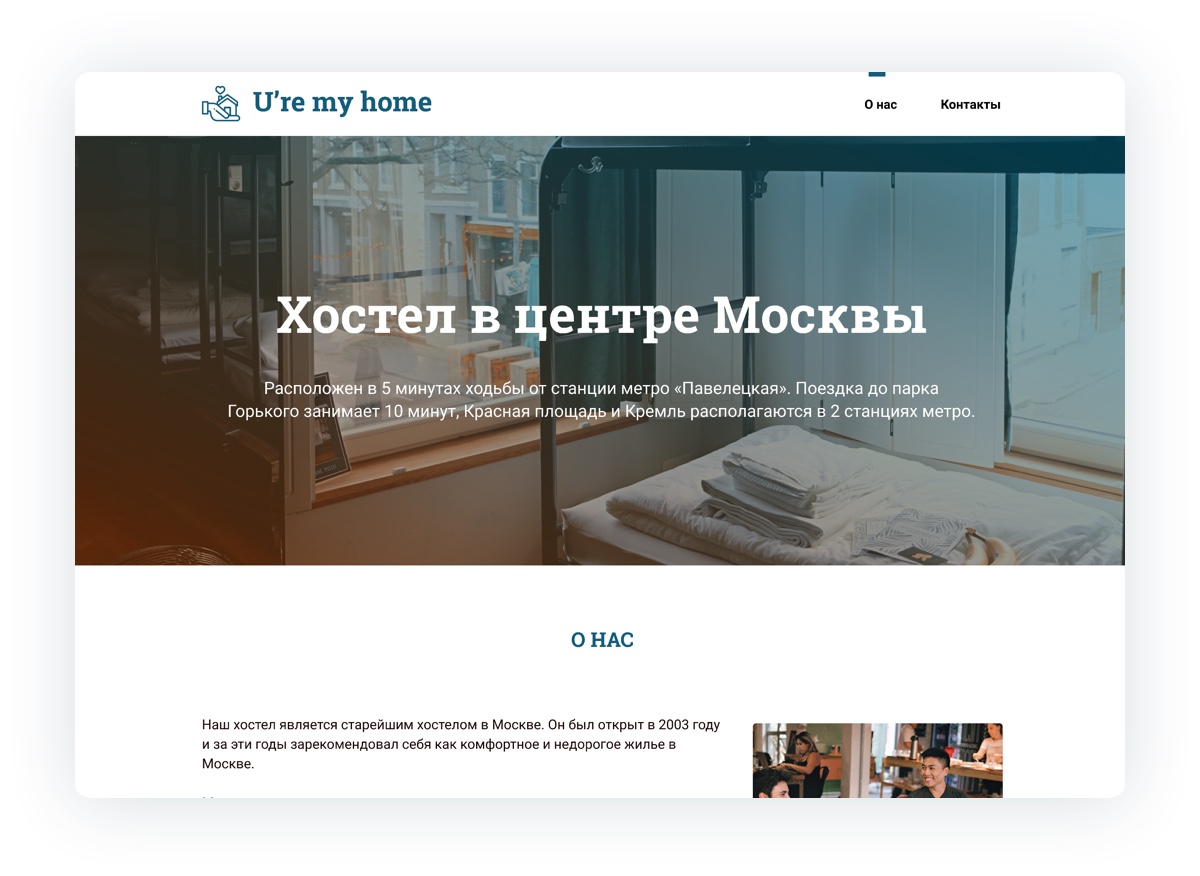 U’re my home
О нас
Контакты
Хостел в центре Москвы
Расположен в 5 минутах ходьбы от станции метро «Павелецкая». Поездка до парка
Горького занимает 10 минут, Красная площадь и Кремль располагаются в 2 станциях метро.
О НАС
Наш хостел является старейшим хостелом в Москве. Он был открыт в 2003 году
и за эти годы зарекомендовал себя как комфортное и недорогое жилье в
Москве.